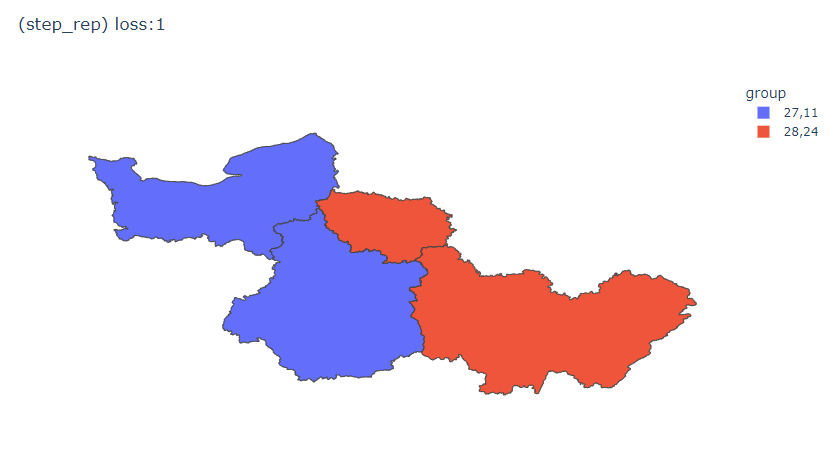 (step_rep) loss:1
group
27,11
28,24